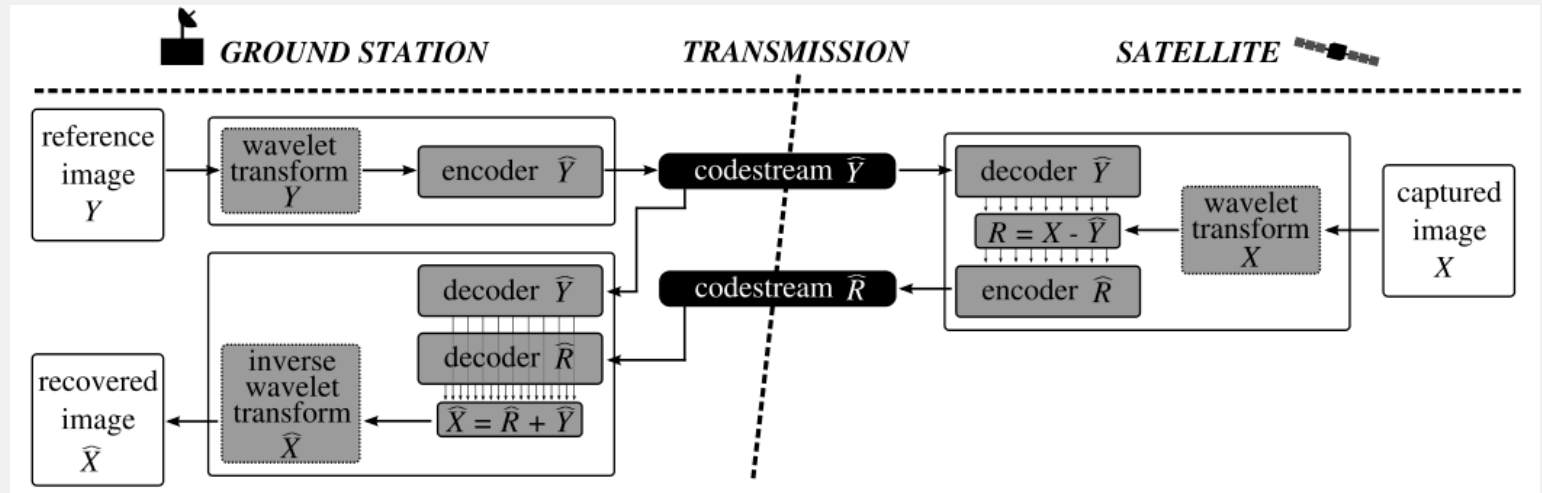 GROUND STATION
TRANSMISSION
SATELLITE
reference
image
Y
wavelet
transform
Y
encoder Ŷ
codestream Ŷ
decoder Ŷ
R = X - Ŷ
encoder R̂
wavelet
transform
X
captured
image
X
codestream R̂
decoder Ŷ
decoder R̂
X̂ = R̂ + Ŷ
inverse
wavelet
transform
X̂
recovered
image
X̂